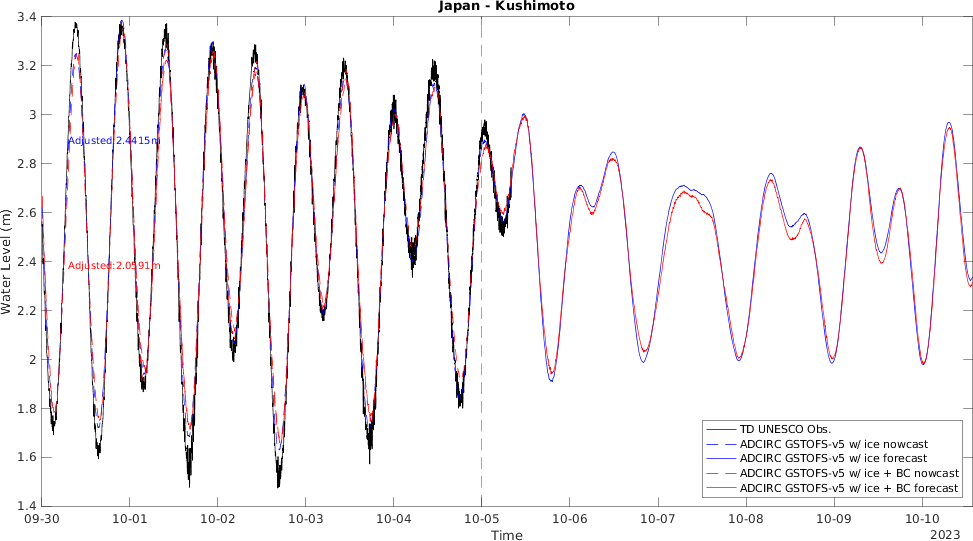 Japan - Kushimoto
3.4
3.2
3
2.8
2.6
2.4
2.2
2
1.8
1.6
1.4
Water Level (m)
Adjusted:2.4415m
Adjusted:2.0591m
TD UNESCO Obs.
ADCIRC GSTOFS-v5 w/ ice nowcast
ADCIRC GSTOFS-v5 w/ ice forecast
ADCIRC GSTOFS-v5 w/ ice + BC nowcast
ADCIRC GSTOFS-v5 w/ ice + BC forecast
09-30 10-01 10-02 10-03 10-04 10-05 10-06 10-07 10-08 10-09 10-10
Time
2023